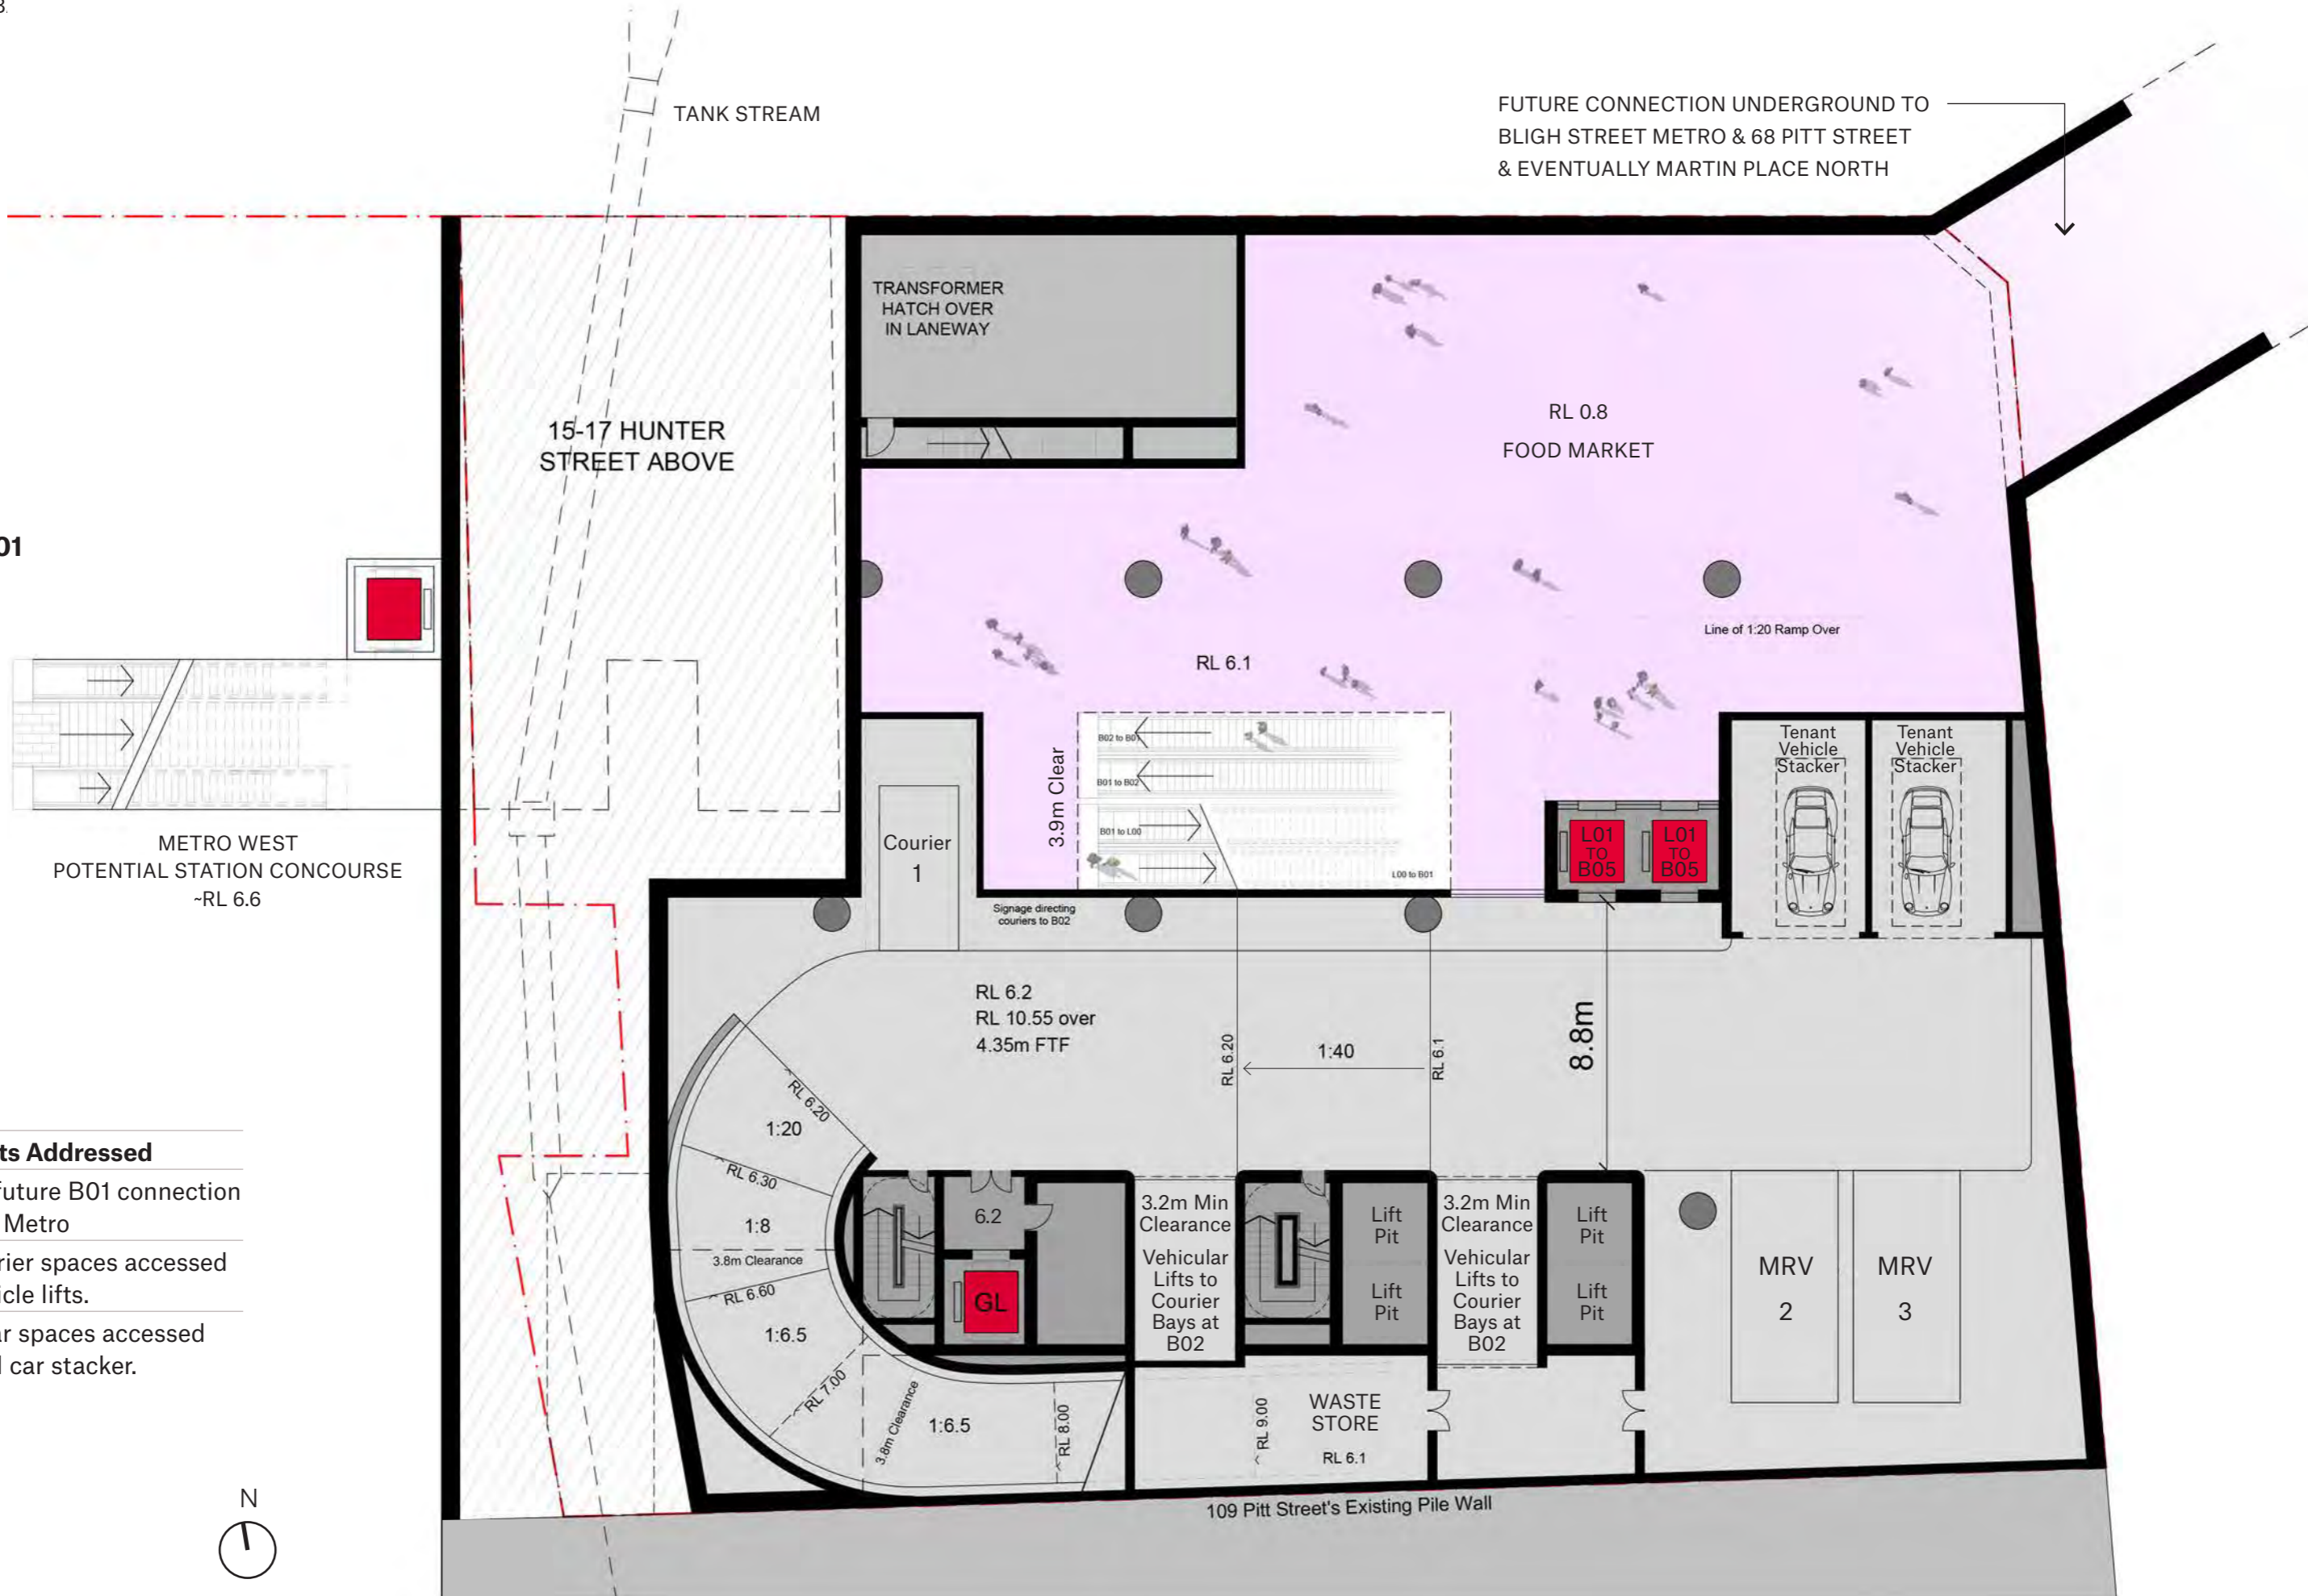 TANK STREAM
FUTURE CONNECTION UNDERGROUND TO
BLIGH STREET METRO & 68 PITT STREET
& EVENTUALLY MARTIN PLACE NORTH
TRANSFORMER
HATCH OVER
IN LANEWAY
15-17 HUNTER
STREET ABOVE
RL 0.8
FOOD MARKET
01
Line of 1:20 Ramp Over
RL 6.1
3.9m Clear
B02 to B01
B01 to B02
B01 to L00
L00 to B01
Tenant
Vehicle
Stacker
Tenant
Vehicle
Stacker
L01
TO
B05
L01
TO
B05
METRO WEST
POTENTIAL STATION CONCOURSE
~RL 6.6
Courier
1
Signage directing
couriers to B02
RL 6.2
RL 10.55 over
4.35m FTF
RL 6.20
1:40
RL 6.1
8.8m
RL 6.20
1:20
RL 6.30
1:8
3.8m Clearance
RL 6.60
1:6.5
RL 7.00
3.8m Clearance
1:6.5
RL 8.00
6.2
GL
3.2m Min
Clearance
Vehicular
Lifts to
Courier
Bays at
B02
Lift
Pit
Lift
Pit
3.2m Min
Clearance
Vehicular
Lifts to
Courier
Bays at
B02
Lift
Pit
Lift
Pit
MRV
2
MRV
3
RL 9.00
WASTE
STORE
RL 6.1
109 Pitt Street's Existing Pile Wall
ts Addressed
future B01 connection
Metro
rier spaces accessed
icle lifts.
ar spaces accessed
d car stacker.
N